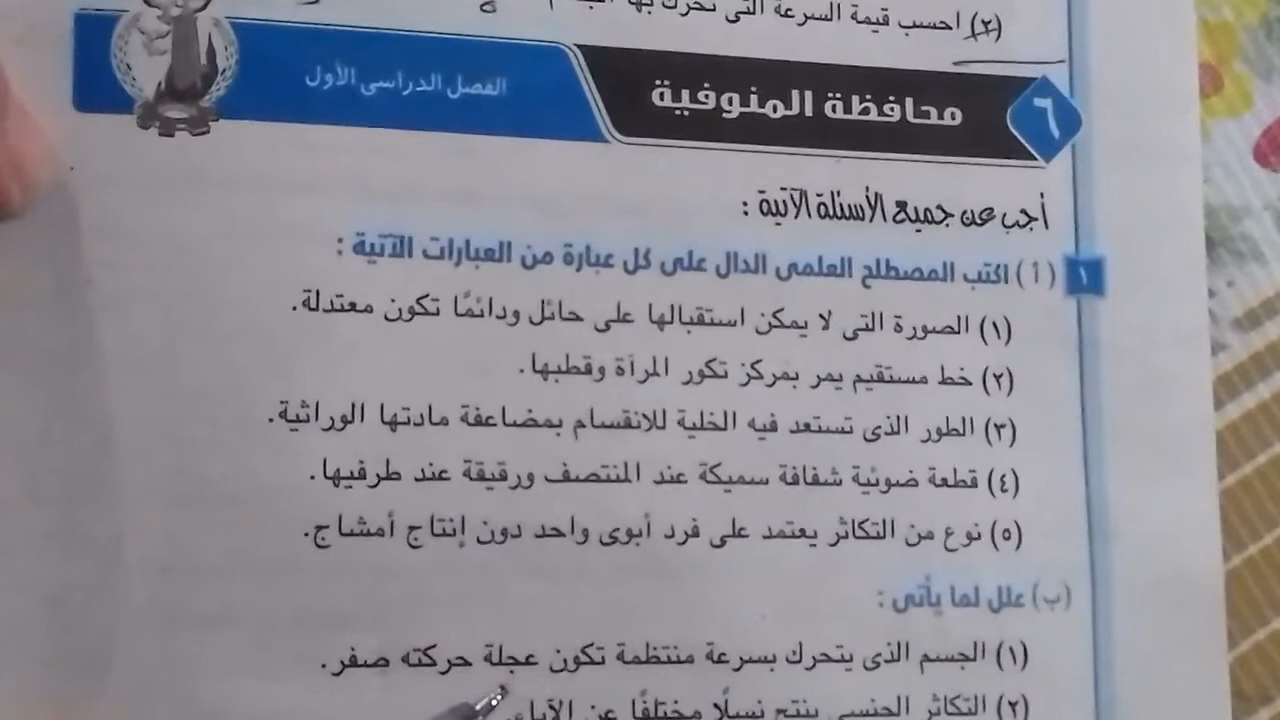 (٢) احسب قيمة السرعة التى تحرك بها
٦ محافظة المنوفية الفصل الدراسى الأول
أجب عن جميع الأسئلة الآتية :
١ (أ) اكتب المصطلح العلمى الدال على كل عبارة من العبارات الآتية :
(١) الصورة التى لا يمكن استقبالها على حائل ودائمًا تكون معتدلة.
(٢) خط مستقيم يمر بمركز تكور المرآة وقطبها.
(٣) الطور الذى تستعد فيه الخلية للانقسام بمضاعفة مادتها الوراثية.
(٤) قطعة ضوئية شفافة سميكة عند المنتصف ورقيقة عند طرفيها.
(٥) نوع من التكاثر يعتمد على فرد أبوى واحد دون إنتاج أمشاج.
(ب) علل لما يأتى :
(١) الجسم الذى يتحرك بسرعة منتظمة تكون عجلة حركته صفر.
(٢) التكاثر الجنسى ينتج نسلًا مختلفًا عن الآباء.